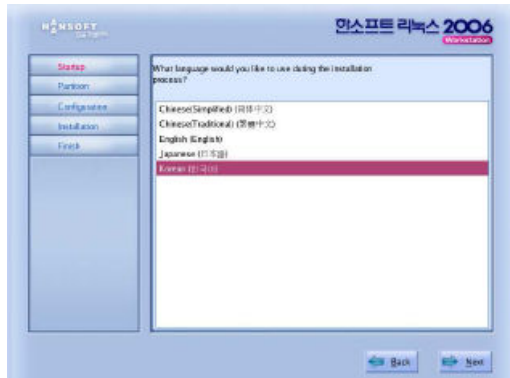 HANSOFT
한소프트 리눅스 2006
Workstation
Startup
Partition
Configuration
Installation
Finish
What language would you like to use during the installation
process?
Chinese(Simplified) (简体中文)
Chinese(Traditional) (繁體中文)
English (English)
Japanese (日本語)
Korean (한국어)
Back
Next